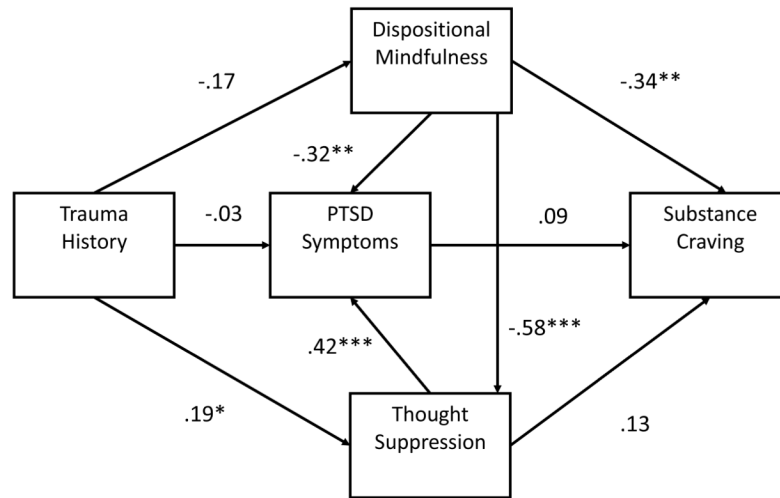 Dispositional
Mindfulness
-.17
-.34**
-.32**
Trauma
History
-.03
PTSD
Symptoms
.09
Substance
Craving
.42***
-.58***
.19*
Thought
Suppression
.13